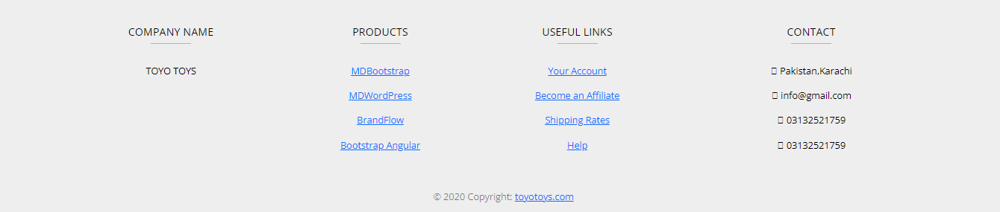 COMPANY NAME
TOYO TOYS
PRODUCTS
MDBootstrap
MDWordPress
BrandFlow
Bootstrap Angular
USEFUL LINKS
Your Account
Become an Affiliate
Shipping Rates
Help
CONTACT
Pakistan,Karachi
info@gmail.com
03132521759
03132521759
© 2020 Copyright: toyotoys.com